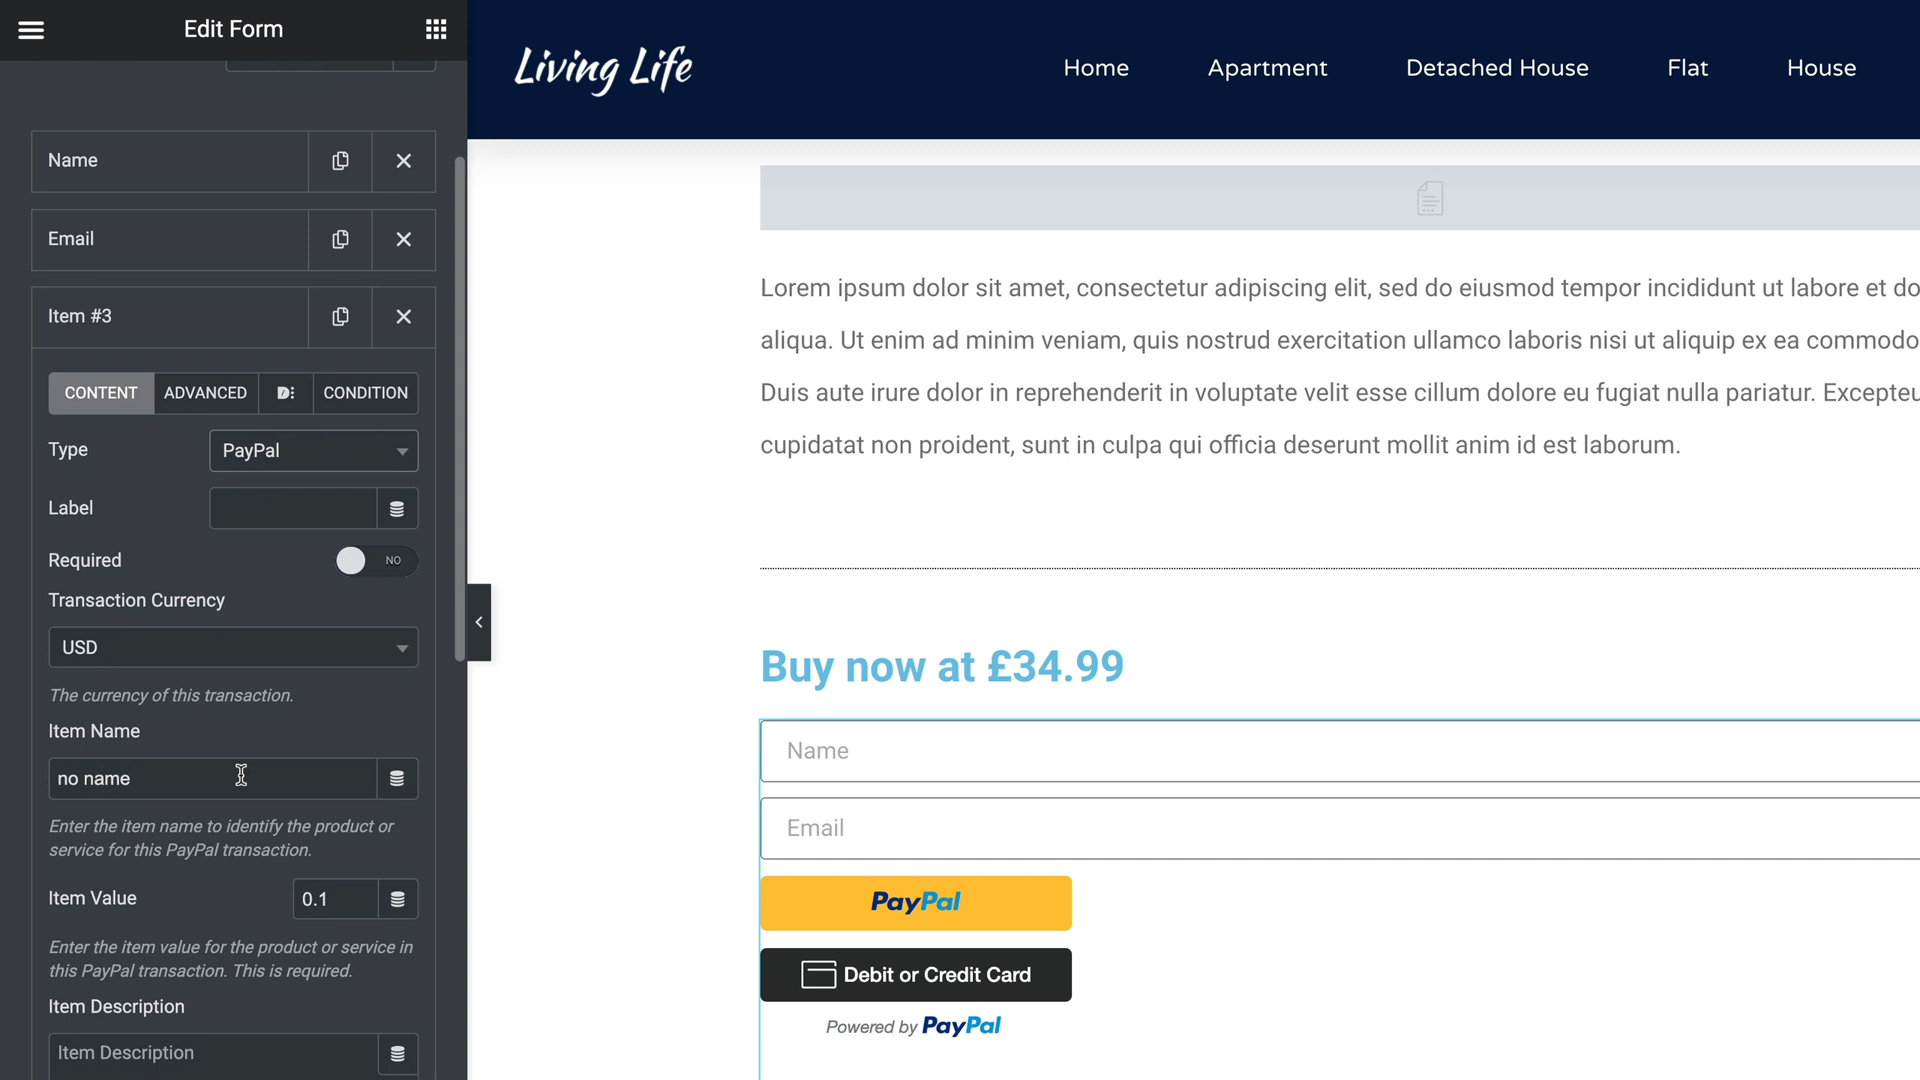 Edit Form
Name
Email
Item #3
CONTENT
ADVANCED
D:
CONDITION
Type
PayPal
Label
Required
NO
Transaction Currency
USD
The currency of this transaction.
Item Name
no name
Enter the item name to identify the product or
service for this PayPal transaction.
Item Value
0.1
Enter the item value for the product or service in
this PayPal transaction. This is required.
Item Description
Item Description
Living Life
Home
Apartment
Detached House
Flat
House
Lorem ipsum dolor sit amet, consectetur adipiscing elit, sed do eiusmod tempor incididunt ut labore et do
aliqua. Ut enim ad minim veniam, quis nostrud exercitation ullamco laboris nisi ut aliquip ex ea commodo
Duis aute irure dolor in reprehenderit in voluptate velit esse cillum dolore eu fugiat nulla pariatur. Excepteu
cupidatat non proident, sunt in culpa qui officia deserunt mollit anim id est laborum.
Buy now at £34.99
Name
Email
PayPal
Debit or Credit Card
Powered by PayPal